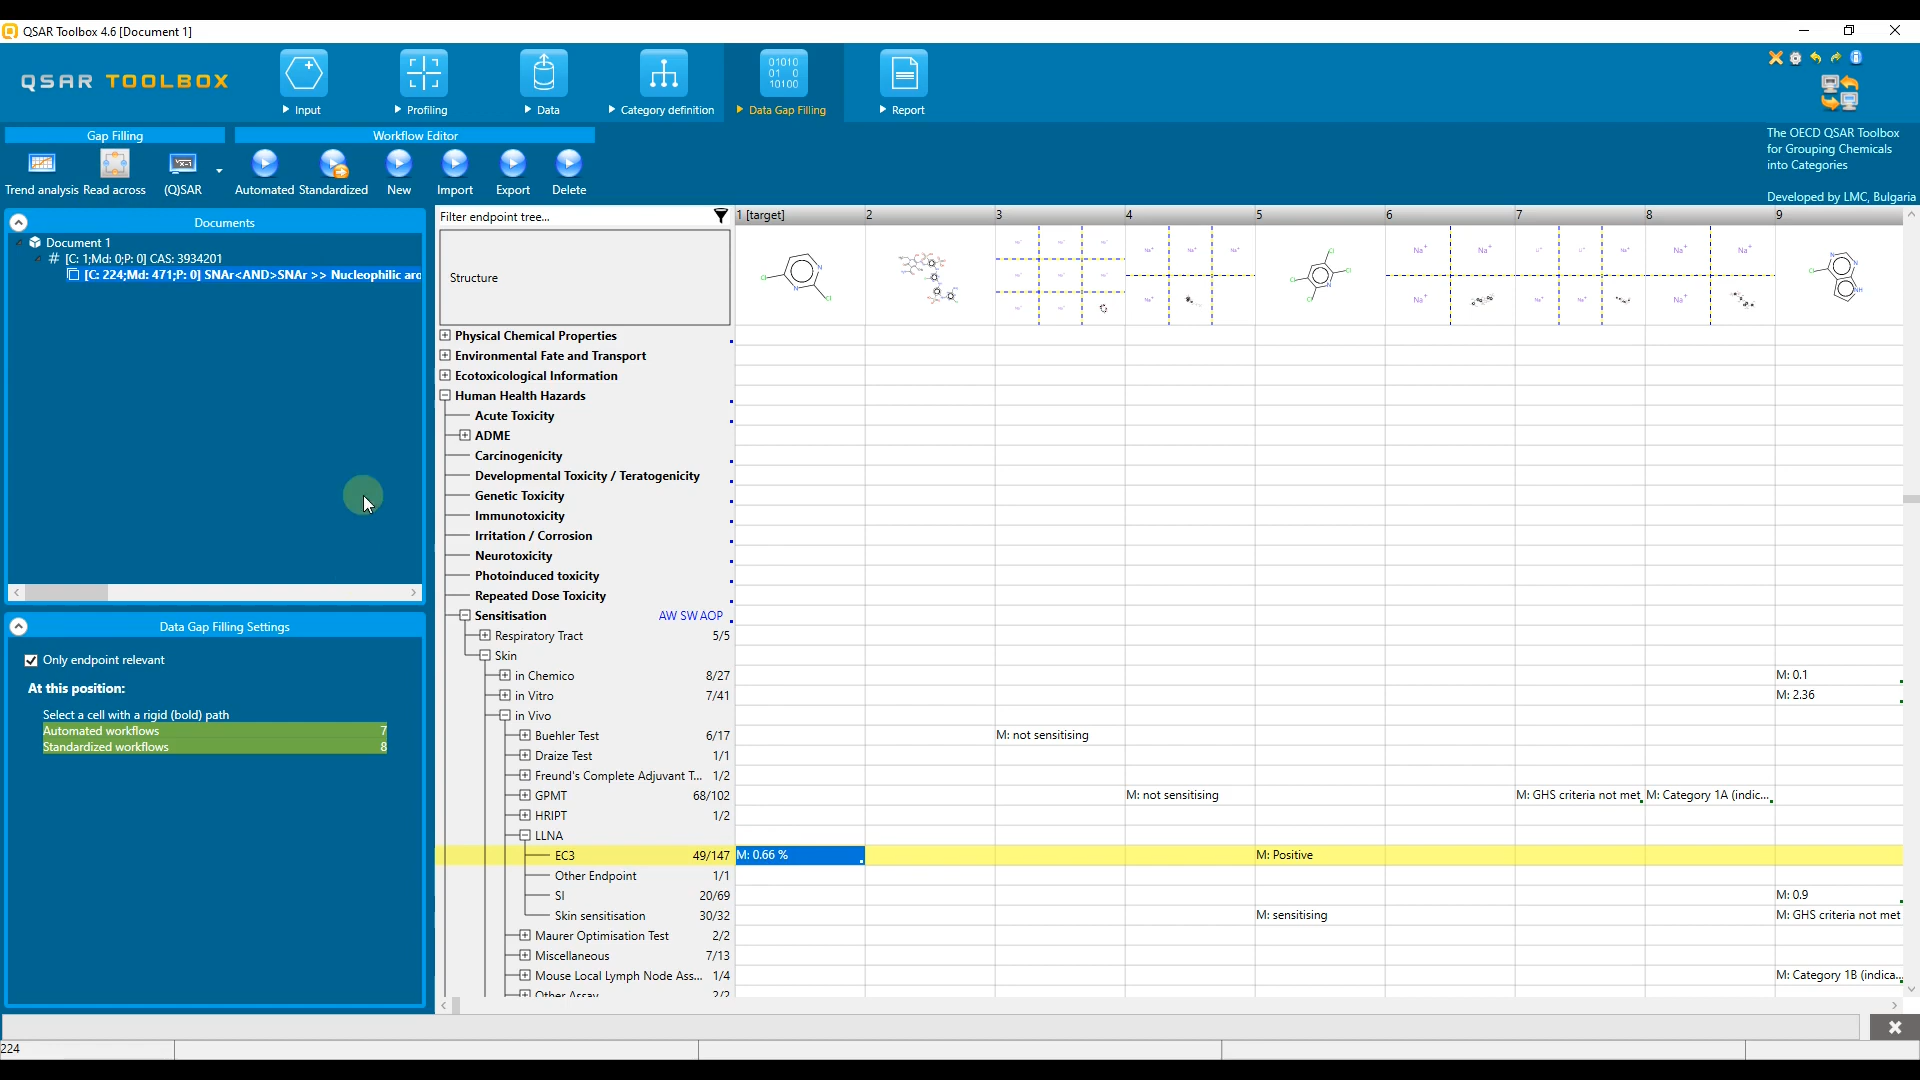 QSAR Toolbox 4.6 [Document 1]
QSAR TOOLBOX
Input
Profiling
Data
Category definition
01010
01 0
10100
Data Gap Filling
Report
Gap Filling
Workflow Editor
Trend analysis
Read across
(Q)SAR
Automated
Standardized
New
Import
Export
Delete
The OECD QSAR Toolbox
for Grouping Chemicals
into Categories
Developed by LMC, Bulgaria
Documents
Document 1
# [C: 1;Md: 0;P: 0] CAS: 3934201
[C: 224;Md: 471;P: 0] SNAr<AND>SNAr >> Nucleophilic aro
Data Gap Filling Settings
Only endpoint relevant
At this position:
Select a cell with a rigid (bold) path
Automated workflows 7
Standardized workflows 8
Filter endpoint tree...
1 [target] 2 3 4 5 6 7 8 9
Structure
Physical Chemical Properties
Environmental Fate and Transport
Ecotoxicological Information
Human Health Hazards
Acute Toxicity
ADME
Carcinogenicity
Developmental Toxicity / Teratogenicity
Genetic Toxicity
Immunotoxicity
Irritation / Corrosion
Neurotoxicity
Photoinduced toxicity
Repeated Dose Toxicity
Sensitisation AW SW AOP
Respiratory Tract 5/5
Skin
in Chemico 8/27 M: 0.1
in Vitro 7/41 M: 2.36
in Vivo
Buehler Test 6/17 M: not sensitising
Draize Test 1/1
Freund's Complete Adjuvant T... 1/2
GPMT 68/102 M: not sensitising M: GHS criteria not met M: Category 1A (indic...
HRIPT 1/2
LLNA
EC3 49/147 M: 0.66 % M: Positive
Other Endpoint 1/1
SI 20/69 M: 0.9
Skin sensitisation 30/32 M: sensitising M: GHS criteria not met
Maurer Optimisation Test 2/2
Miscellaneous 7/13
Mouse Local Lymph Node Ass... 1/4 M: Category 1B (indica...
Other Assay 2/2
224